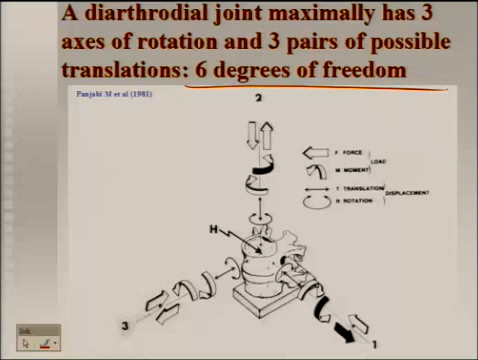 A diarthrodial joint maximally has 3
axes of rotation and 3 pairs of possible
translations: 6 degrees of freedom
Panjabi M et al (1981)
2
F FORCE
LOAD
M MOMENT
T TRANSLATION
DISPLACEMENT
R ROTATION
H
3
1
Ink